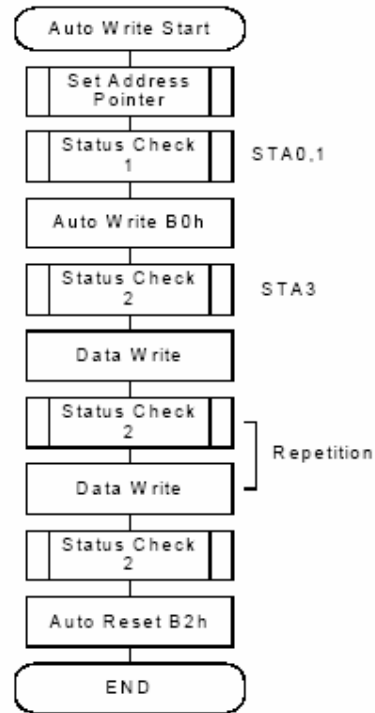 Auto Write Start
Set Address
Pointer
Status Check
1
STA0,1
Auto Write B0h
Status Check
2
STA3
Data Write
Status Check
2
Repetition
Data Write
Status Check
2
Auto Reset B2h
END